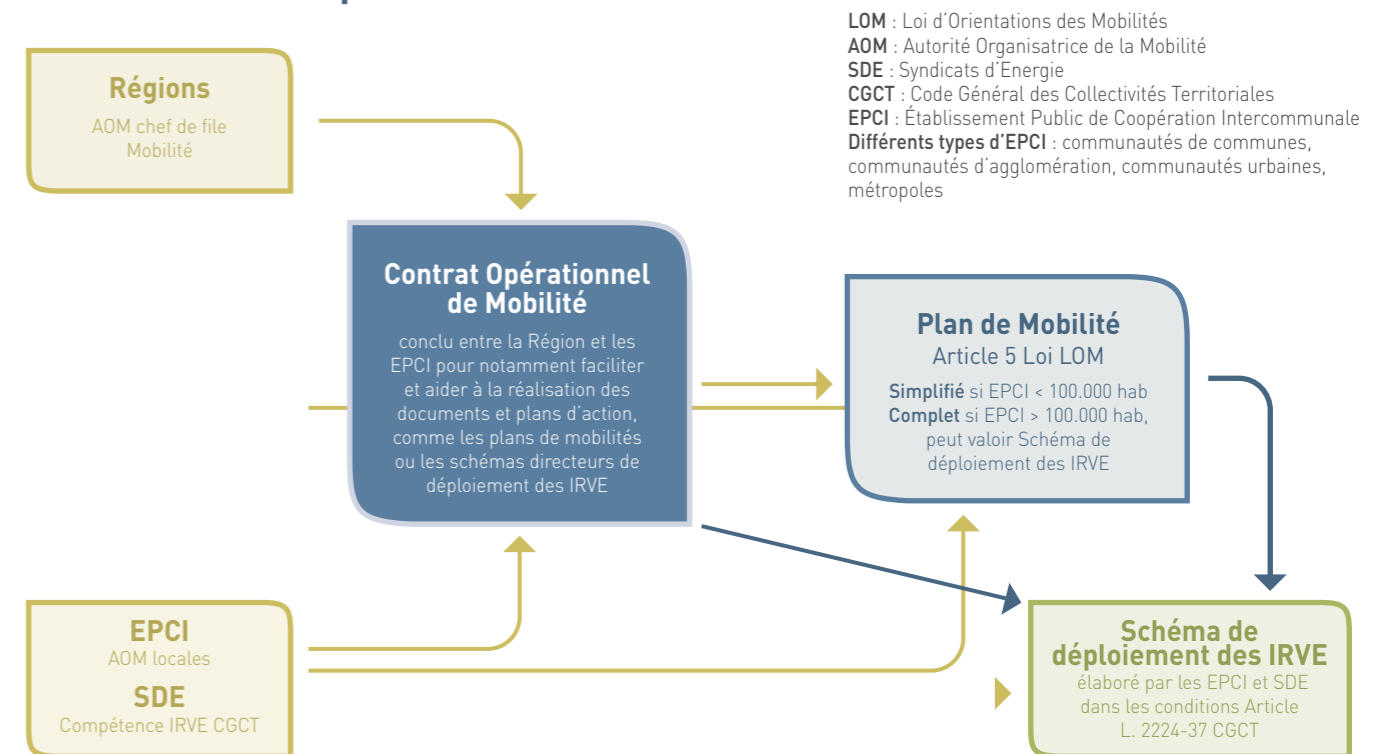 LOM : Loi d'Orientations des Mobilités
AOM : Autorité Organisatrice de la Mobilité
SDE : Syndicats d'Energie
CGCT : Code Général des Collectivités Territoriales
EPCI : Établissement Public de Coopération Intercommunale
Différents types d'EPCI : communautés de communes,
communautés d'agglomération, communautés urbaines,
métropoles
Régions
AOM chef de file
Mobilité
Contrat Opérationnel
de Mobilité
conclu entre la Région et les
EPCI pour notamment faciliter
et aider à la réalisation des
documents et plans d'action,
comme les plans de mobilités
ou les schémas directeurs de
déploiement des IRVE
Plan de Mobilité
Article 5 Loi LOM
Simplifié si EPCI < 100.000 hab
Complet si EPCI > 100.000 hab,
peut valoir Schéma de
déploiement des IRVE
EPCI
AOM locales
SDE
Compétence IRVE CGCT
Schéma de
déploiement des IRVE
élaboré par les EPCI et SDE
dans les conditions Article
L. 2224-37 CGCT